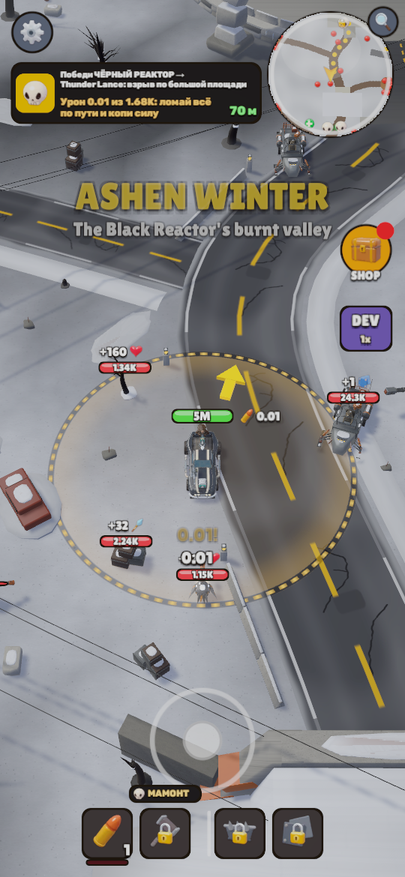 Победи ЧЁРНЫЙ РЕАКТОР →
Thunder Lance: взрыв по большой площади
Урон 0.01 из 1.68K: ломай всё
по пути и копи силу
70 м
ASHEN WINTER
The Black Reactor's burnt valley
SHOP
DEV
1x
+160
1.34K
+1
24.3K
5M
0.01
+32
2.24K
0.01!
-0.01
1.15K
МАМОНТ
1